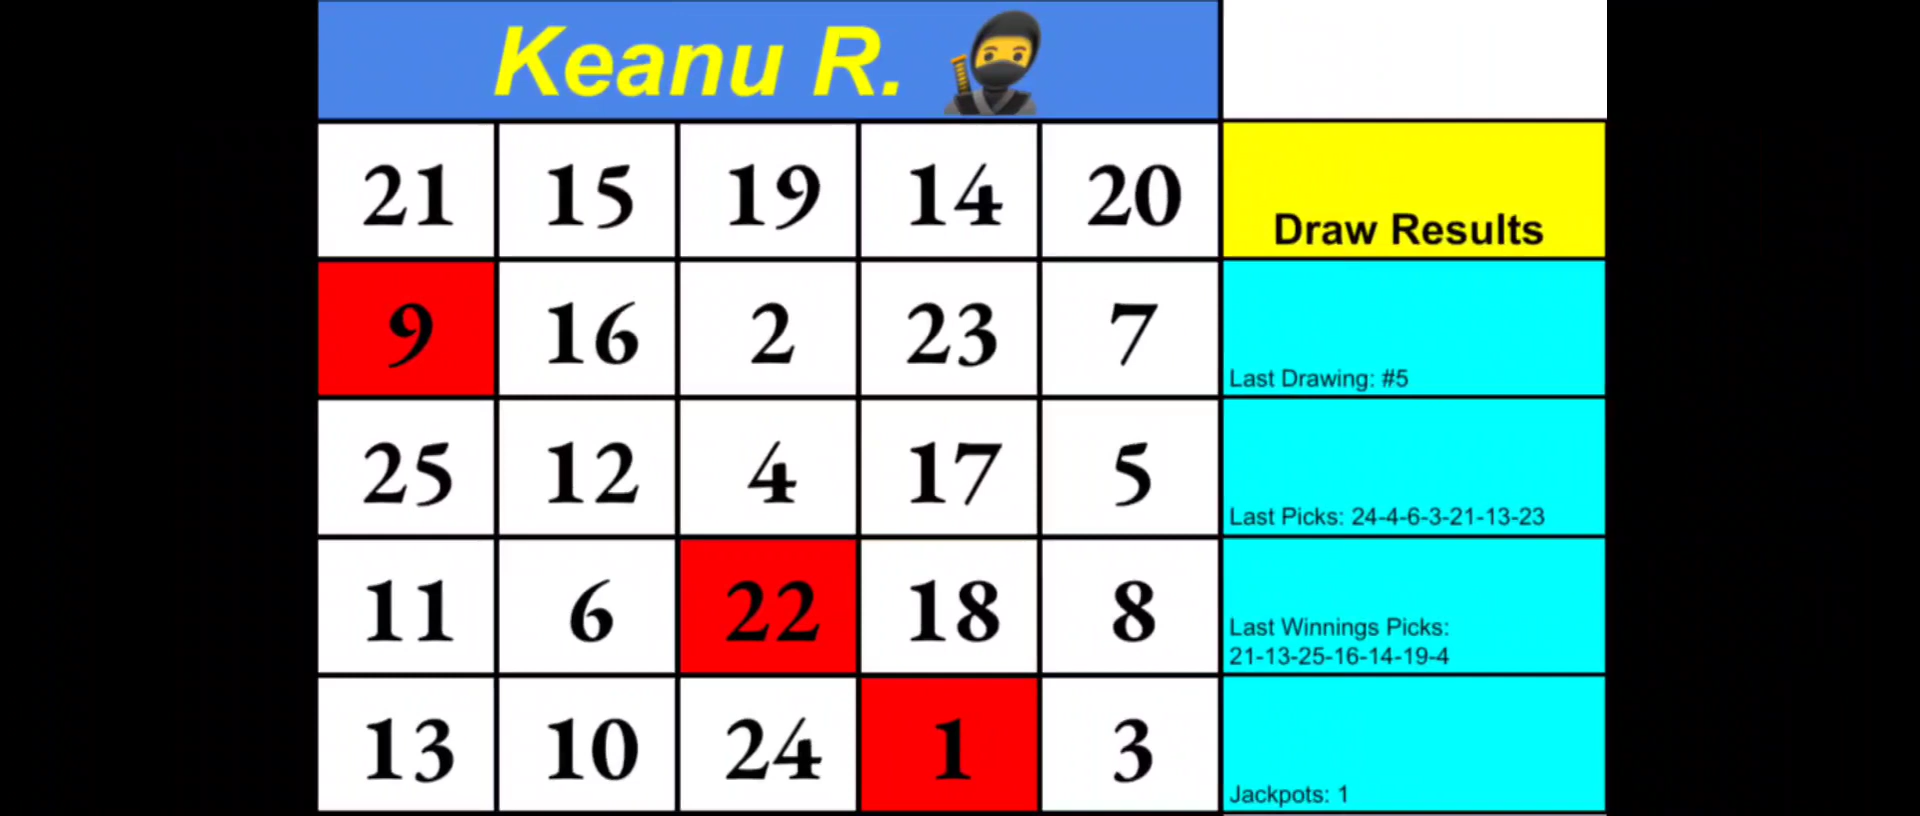 Keanu R.
21 15 19 14 20
Draw Results
9 16 2 23 7
Last Drawing: #5
25 12 4 17 5
Last Picks: 24-4-6-3-21-13-23
11 6 22 18 8
Last Winnings Picks:
21-13-25-16-14-19-4
13 10 24 1 3
Jackpots: 1